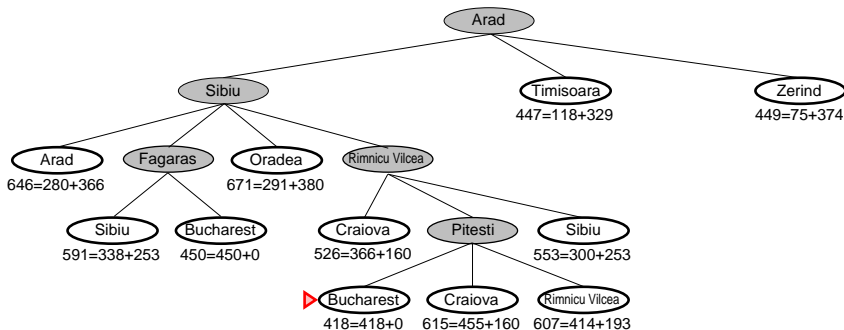 Arad
Sibiu Timisoara Zerind
447=118+329 449=75+374
Arad Fagaras Oradea Rimnicu Vilcea
646=280+366 671=291+380
Sibiu Bucharest Craiova Pitesti Sibiu
591=338+253 450=450+0 526=366+160 553=300+253
Bucharest Craiova Rimnicu Vilcea
418=418+0 615=455+160 607=414+193